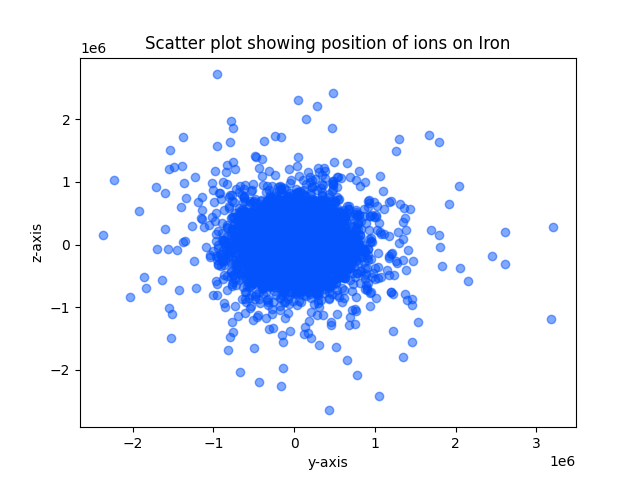 Scatter plot showing position of ions on Iron
1e6
2
1
0
−1
−2
z-axis
−2 −1 0 1 2 3
y-axis
1e6